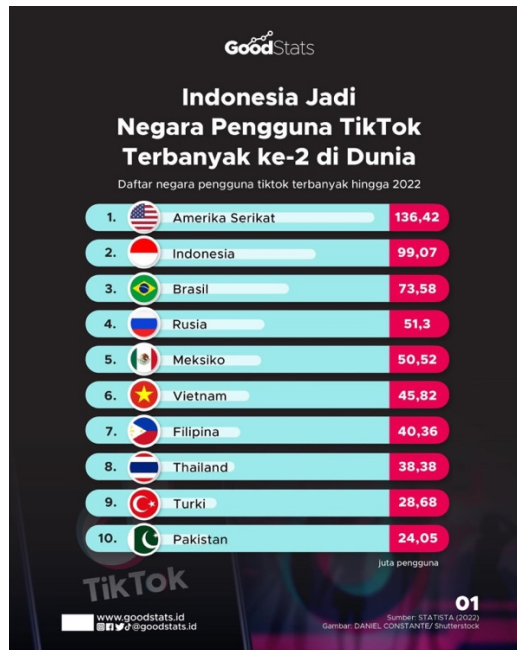 GoodStats
Indonesia Jadi
Negara Pengguna TikTok
Terbanyak ke-2 di Dunia
Daftar negara pengguna tiktok terbanyak hingga 2022
1. Amerika Serikat 136,42
2. Indonesia 99,07
3. Brasil 73,58
4. Rusia 51,3
5. Meksiko 50,52
6. Vietnam 45,82
7. Filipina 40,36
8. Thailand 38,38
9. Turki 28,68
10. Pakistan 24,05
juta pengguna
TikTok
01
www.goodstats.id
@goodstats.id
Sumber: STATISTA (2022)
Gambar: DANIEL CONSTANTE/ Shutterstock